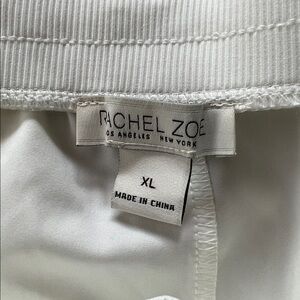 RACHEL ZOE
LOS ANGELES NEW YORK
XL
MADE IN CHINA